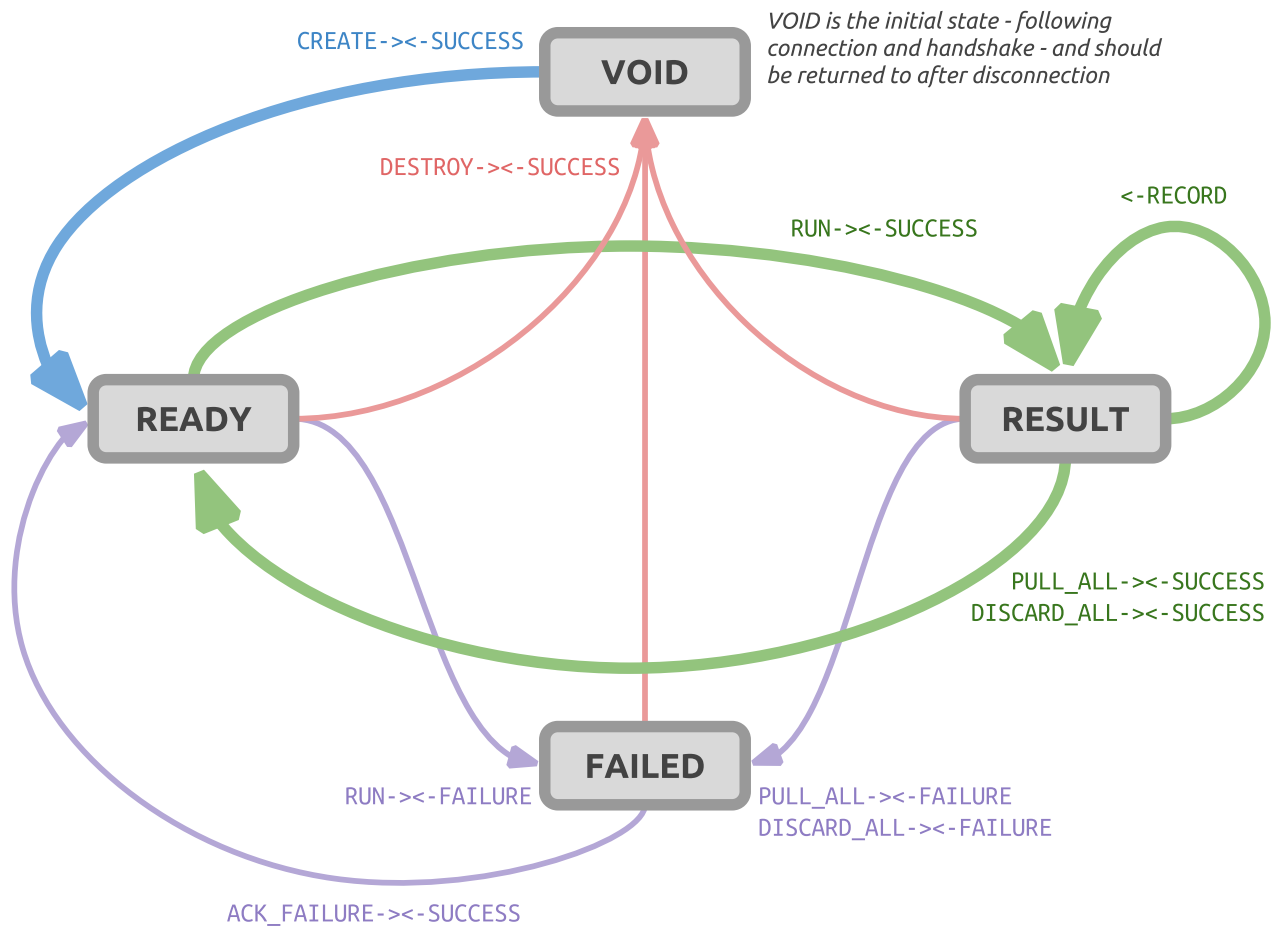 VOID is the initial state - following
connection and handshake - and should
be returned to after disconnection
CREATE-><-SUCCESS
VOID
DESTROY-><-SUCCESS
<-RECORD
RUN-><-SUCCESS
READY
RESULT
PULL_ALL-><-SUCCESS
DISCARD_ALL-><-SUCCESS
FAILED
RUN-><-FAILURE
PULL_ALL-><-FAILURE
DISCARD_ALL-><-FAILURE
ACK_FAILURE-><-SUCCESS